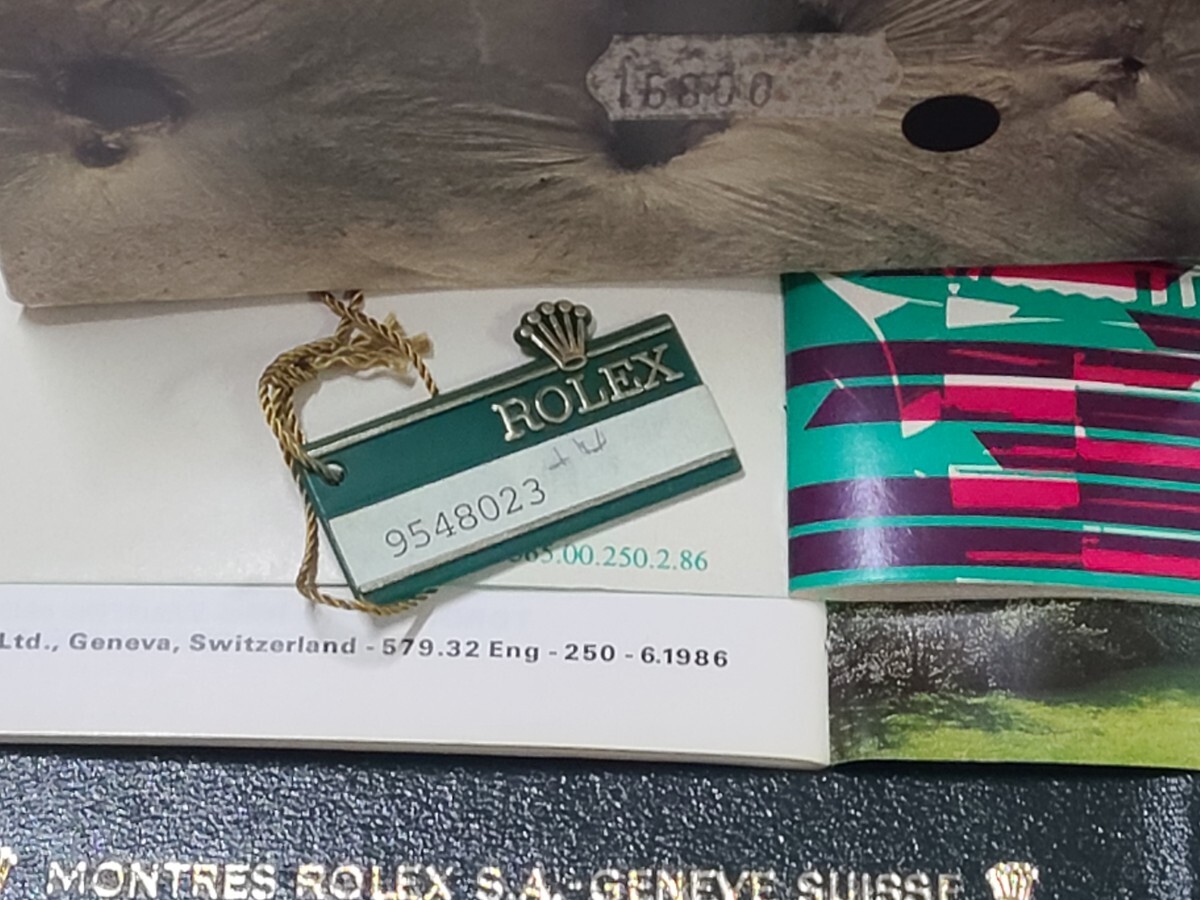 16800
ROLEX
9548023
.00.250.2.86
Ltd., Geneva, Switzerland - 579.32 Eng - 250 - 6.1986
MONTRES ROLEX S.A. - GENEVE SUISSE